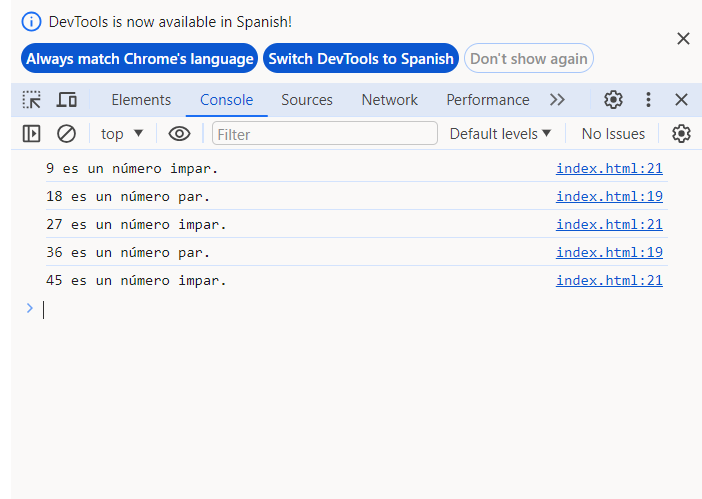 DevTools is now available in Spanish!
Always match Chrome's language Switch DevTools to Spanish Don't show again
Elements Console Sources Network Performance
top Filter Default levels No Issues
9 es un número impar. index.html:21
18 es un número par. index.html:19
27 es un número impar. index.html:21
36 es un número par. index.html:19
45 es un número impar. index.html:21